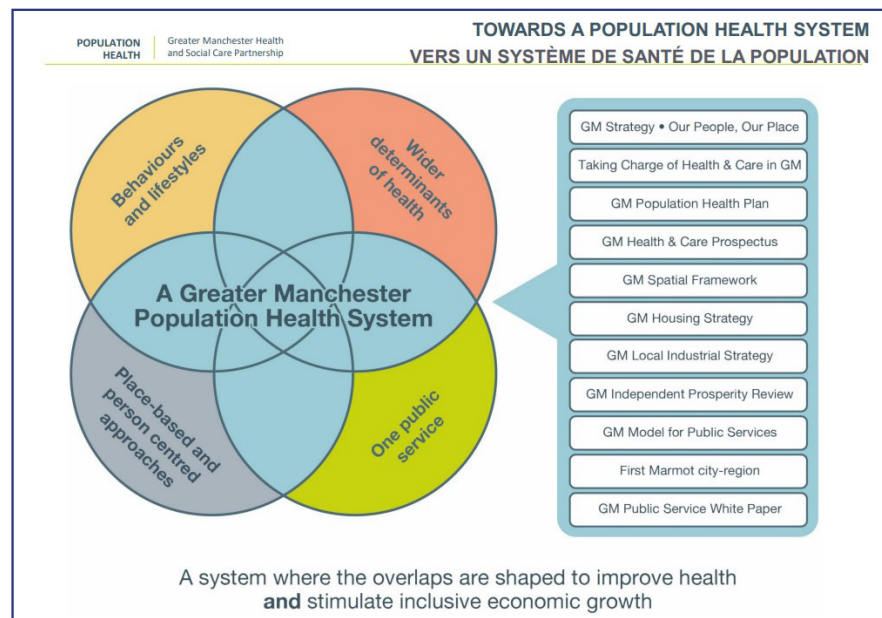 POPULATION
HEALTH
Greater Manchester Health
and Social Care Partnership
TOWARDS A POPULATION HEALTH SYSTEM
VERS UN SYSTÈME DE SANTÉ DE LA POPULATION
Behaviours
and lifestyles
Wider
determinants
of health
A Greater Manchester
Population Health System
Place-based and
person centred
approaches
One public
service
GM Strategy • Our People, Our Place
Taking Charge of Health & Care in GM
GM Population Health Plan
GM Health & Care Prospectus
GM Spatial Framework
GM Housing Strategy
GM Local Industrial Strategy
GM Independent Prosperity Review
GM Model for Public Services
First Marmot city-region
GM Public Service White Paper
A system where the overlaps are shaped to improve health
and stimulate inclusive economic growth